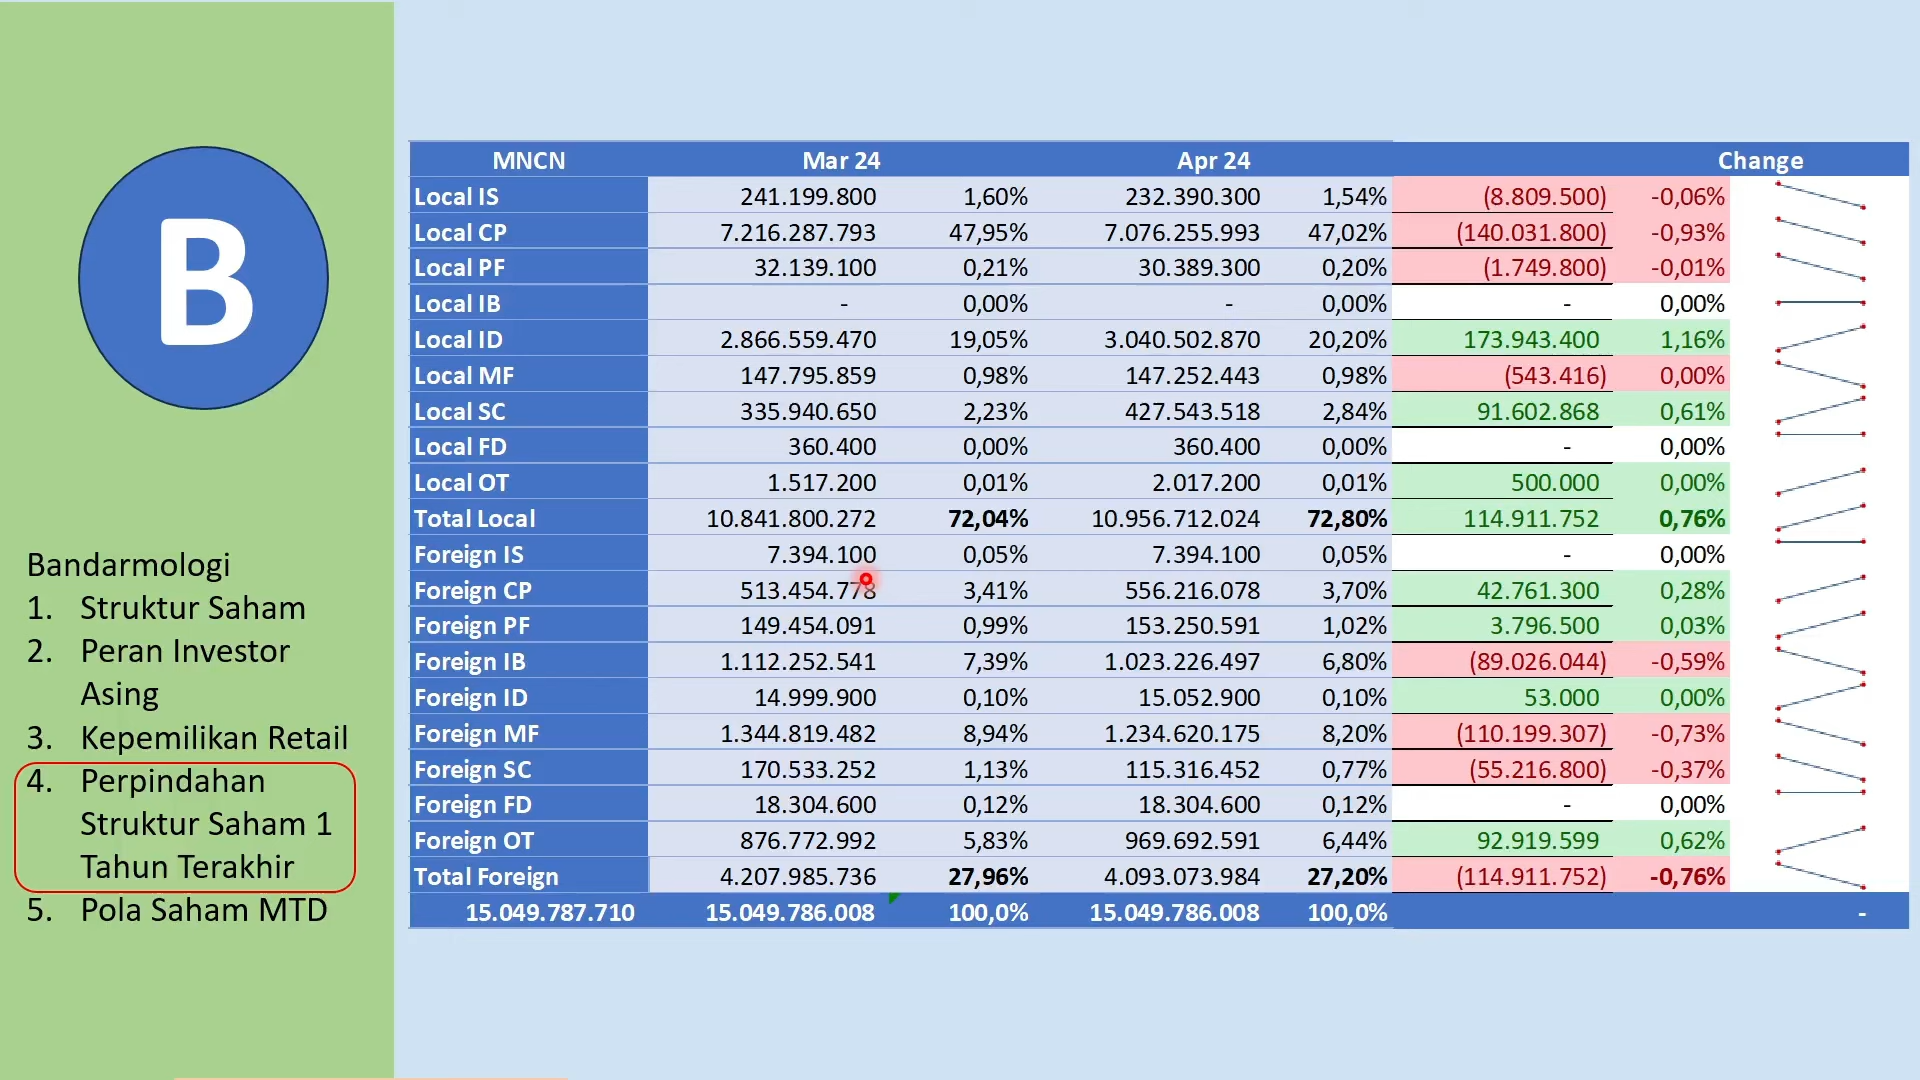 B
Bandarmologi
1. Struktur Saham
2. Peran Investor
Asing
3. Kepemilikan Retail
4. Perpindahan
Struktur Saham 1
Tahun Terakhir
5. Pola Saham MTD
MNCN Mar 24 Apr 24 Change
Local IS 241.199.800 1,60% 232.390.300 1,54% (8.809.500) -0,06%
Local CP 7.216.287.793 47,95% 7.076.255.993 47,02% (140.031.800) -0,93%
Local PF 32.139.100 0,21% 30.389.300 0,20% (1.749.800) -0,01%
Local IB - 0,00% - 0,00% - 0,00%
Local ID 2.866.559.470 19,05% 3.040.502.870 20,20% 173.943.400 1,16%
Local MF 147.795.859 0,98% 147.252.443 0,98% (543.416) 0,00%
Local SC 335.940.650 2,23% 427.543.518 2,84% 91.602.868 0,61%
Local FD 360.400 0,00% 360.400 0,00% - 0,00%
Local OT 1.517.200 0,01% 2.017.200 0,01% 500.000 0,00%
Total Local 10.841.800.272 72,04% 10.956.712.024 72,80% 114.911.752 0,76%
Foreign IS 7.394.100 0,05% 7.394.100 0,05% - 0,00%
Foreign CP 513.454.778 3,41% 556.216.078 3,70% 42.761.300 0,28%
Foreign PF 149.454.091 0,99% 153.250.591 1,02% 3.796.500 0,03%
Foreign IB 1.112.252.541 7,39% 1.023.226.497 6,80% (89.026.044) -0,59%
Foreign ID 14.999.900 0,10% 15.052.900 0,10% 53.000 0,00%
Foreign MF 1.344.819.482 8,94% 1.234.620.175 8,20% (110.199.307) -0,73%
Foreign SC 170.533.252 1,13% 115.316.452 0,77% (55.216.800) -0,37%
Foreign FD 18.304.600 0,12% 18.304.600 0,12% - 0,00%
Foreign OT 876.772.992 5,83% 969.692.591 6,44% 92.919.599 0,62%
Total Foreign 4.207.985.736 27,96% 4.093.073.984 27,20% (114.911.752) -0,76%
15.049.787.710 15.049.786.008 100,0% 15.049.786.008 100,0% -